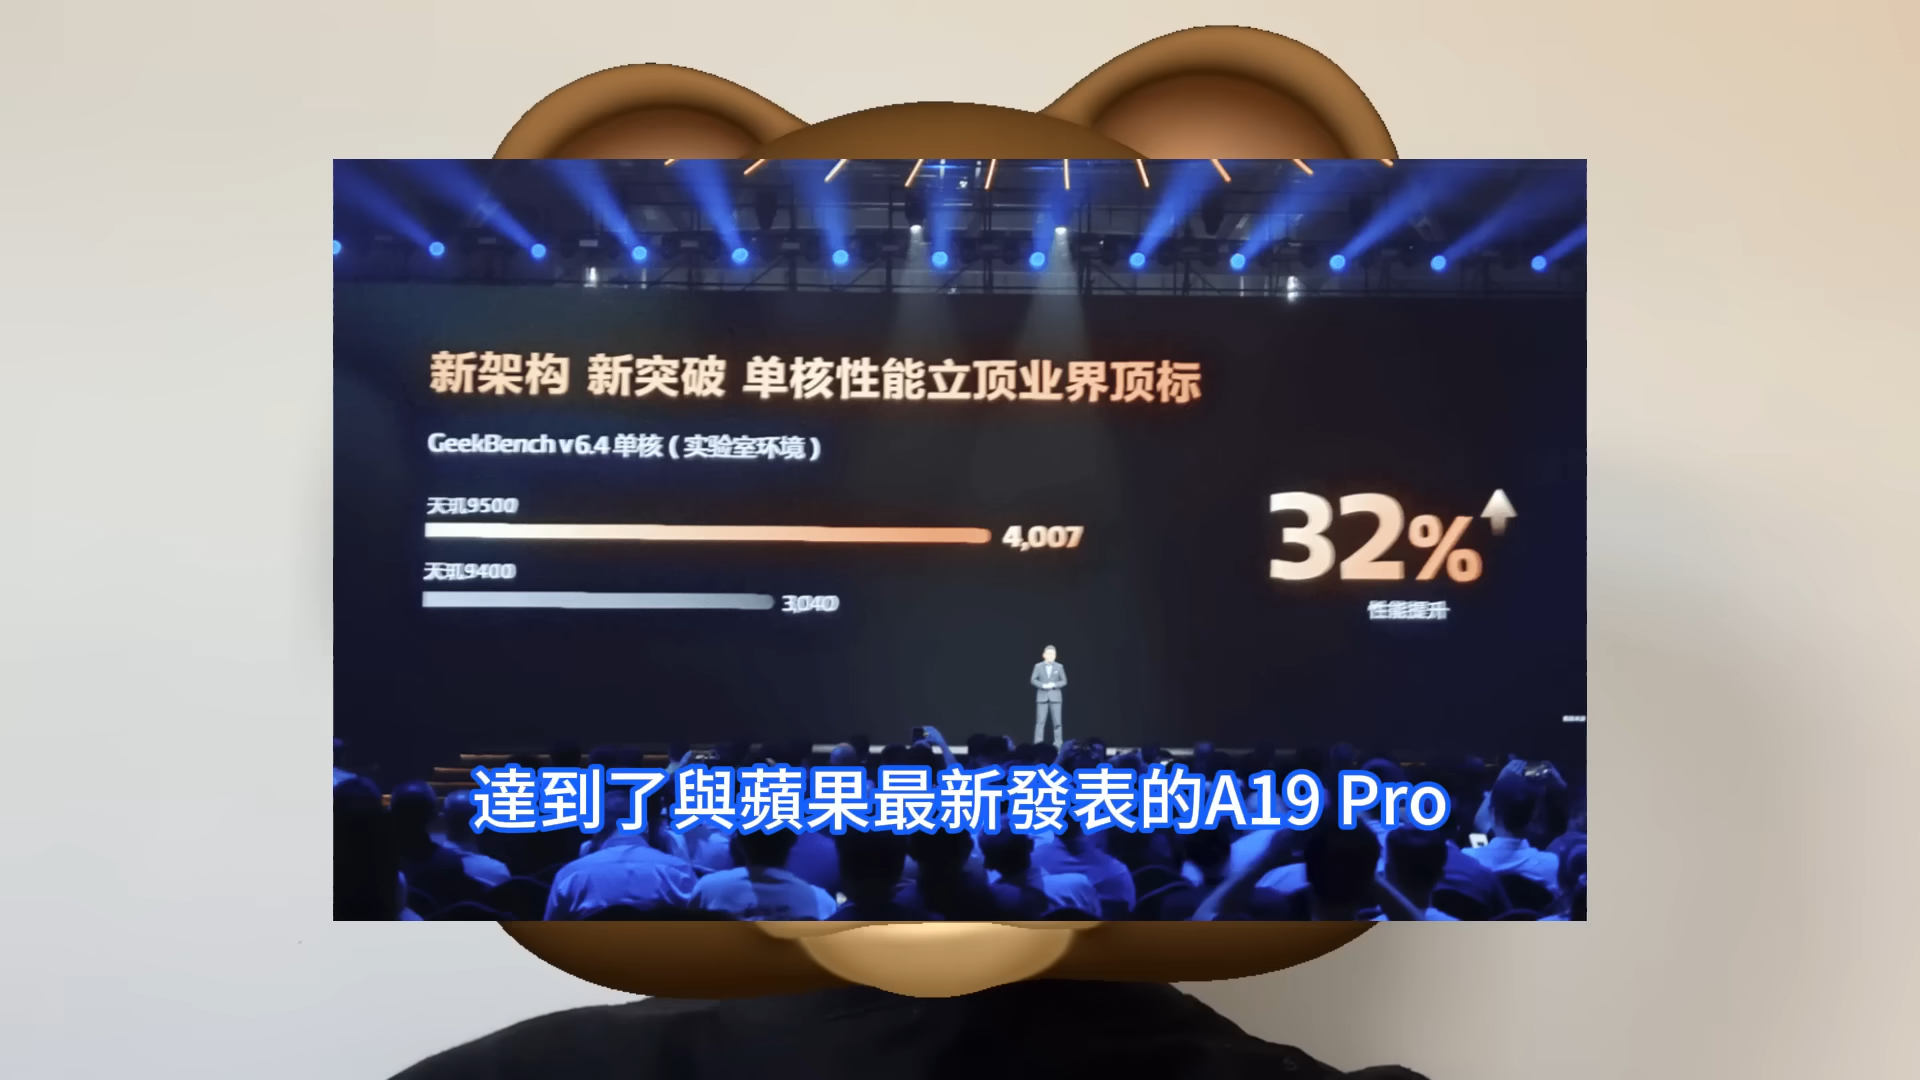 新架构 新突破 单核性能立顶业界顶标
GeekBench v6.4 单核 ( 实验室环境 )
天玑9500
4,007
天玑9400
3,040
32%
性能提升
達到了與蘋果最新發表的A19 Pro